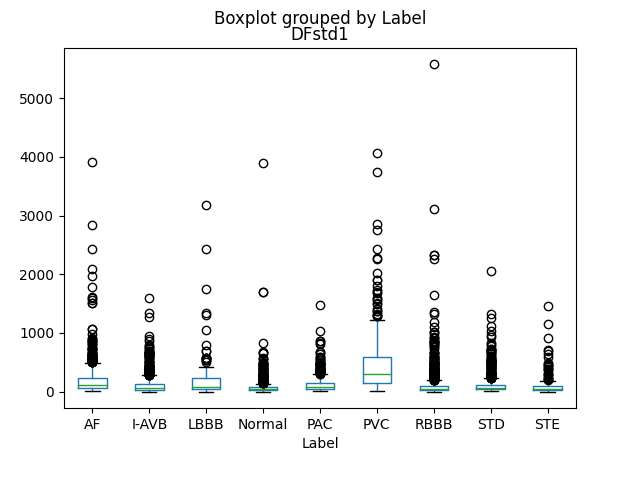 Boxplot grouped by Label
DFstd1
5000
4000
3000
2000
1000
0
AF I-AVB LBBB Normal PAC PVC RBBB STD STE
Label